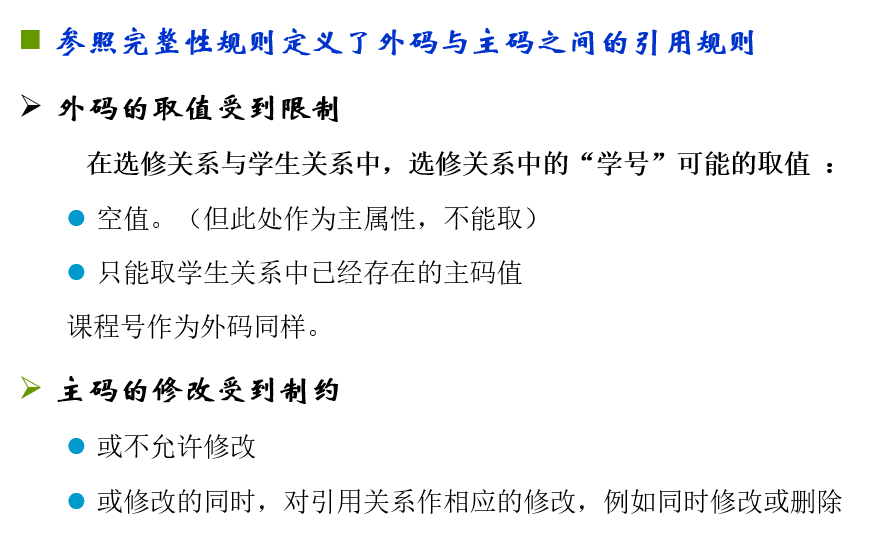 参照完整性规则定义了外码与主码之间的引用规则
外码的取值受到限制
在选修关系与学生关系中，选修关系中的“学号”可能的取值 ：
空值。（但此处作为主属性，不能取）
只能取学生关系中已经存在的主码值
课程号作为外码同样。
主码的修改受到制约
或不允许修改
或修改的同时，对引用关系作相应的修改，例如同时修改或删除